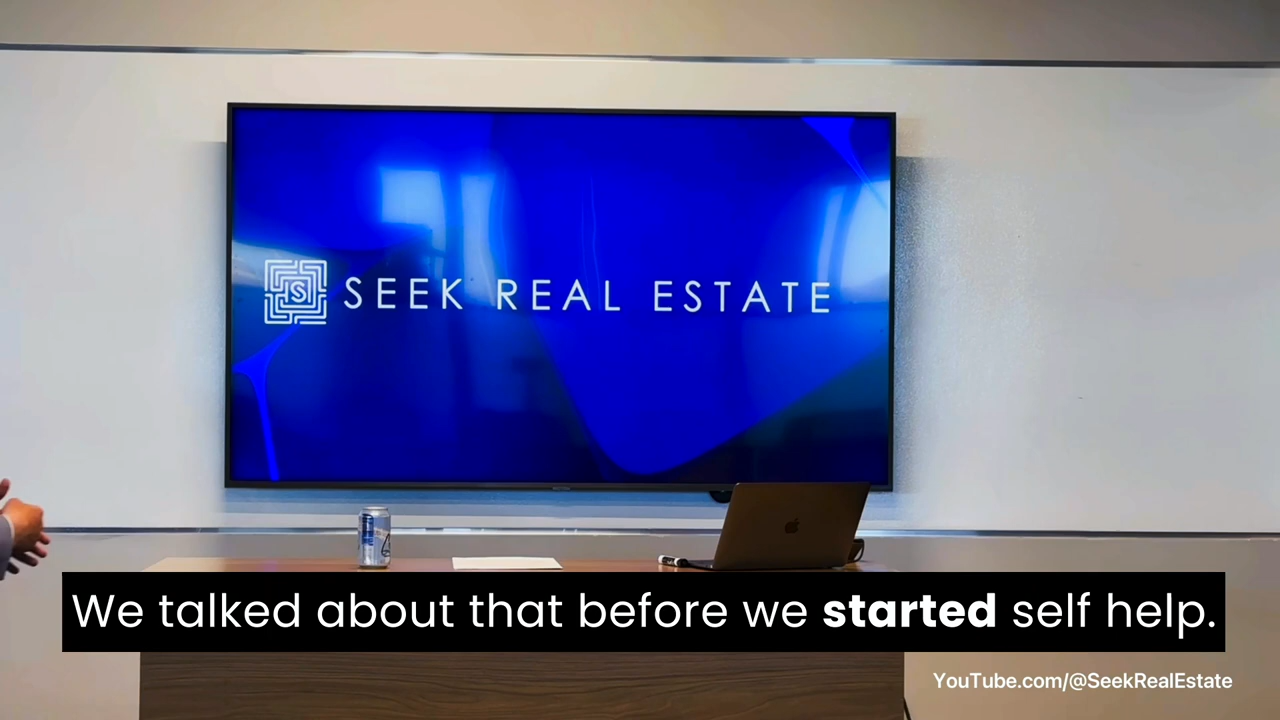 S
SEEK REAL ESTATE
We talked about that before we started self help.
YouTube.com/@SeekRealEstate